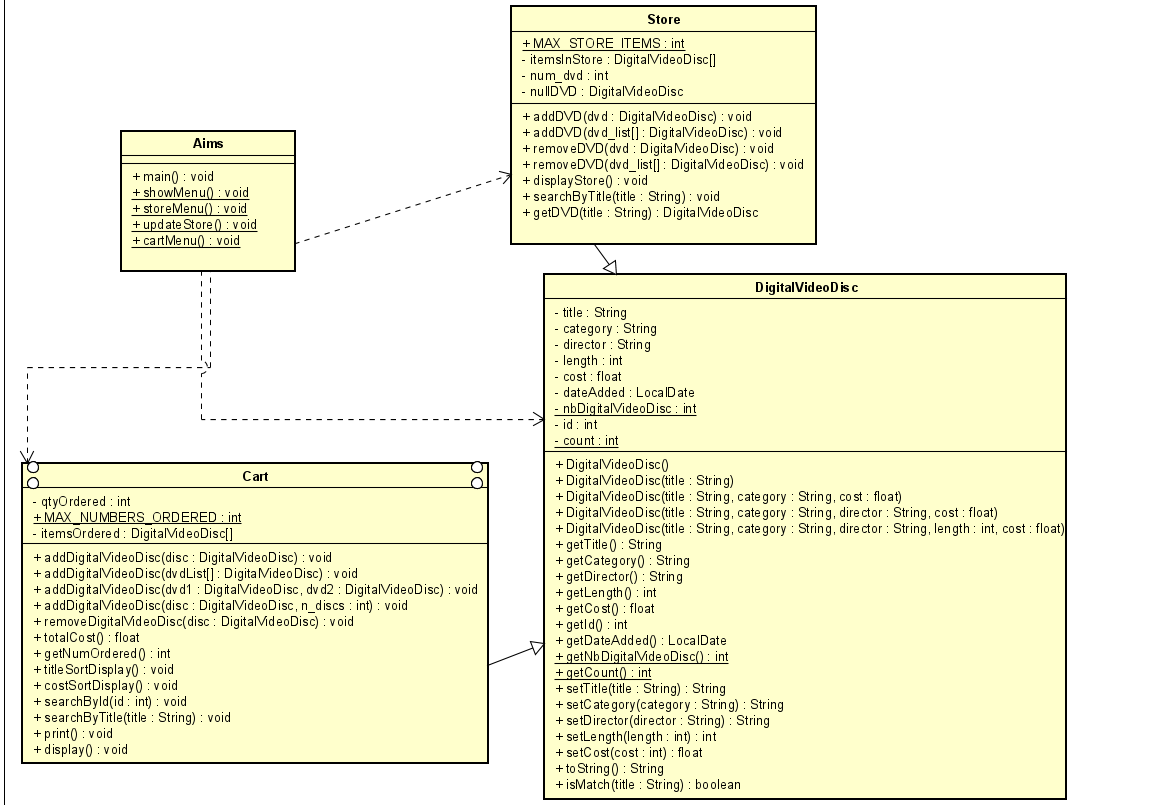 Store
+ MAX_STORE_ITEMS : int
- itemsInStore : DigitalVideoDisc[]
- num_dvd : int
- nullDVD : DigitalVideoDisc
+ addDVD(dvd : DigitalVideoDisc) : void
+ addDVD(dvd_list[] : DigitalVideoDisc) : void
+ removeDVD(dvd : DigitalVideoDisc) : void
+ removeDVD(dvd_list[] : DigitalVideoDisc) : void
+ displayStore() : void
+ searchByTitle(title : String) : void
+ getDVD(title : String) : DigitalVideoDisc
Aims
+ main() : void
+ showMenu() : void
+ storeMenu() : void
+ updateStore() : void
+ cartMenu() : void
DigitalVideoDisc
- title : String
- category : String
- director : String
- length : int
- cost : float
- dateAdded : LocalDate
- nbDigitalVideoDisc : int
- id : int
- count : int
+ DigitalVideoDisc()
+ DigitalVideoDisc(title : String)
+ DigitalVideoDisc(title : String, category : String, cost : float)
+ DigitalVideoDisc(title : String, category : String, director : String, cost : float)
+ DigitalVideoDisc(title : String, category : String, director : String, length : int, cost : float)
+ getTitle() : String
+ getCategory() : String
+ getDirector() : String
+ getLength() : int
+ getCost() : float
+ getId() : int
+ getDateAdded() : LocalDate
+ getNbDigitalVideoDisc() : int
+ getCount() : int
+ setTitle(title : String) : String
+ setCategory(category : String) : String
+ setDirector(director : String) : String
+ setLength(length : int) : int
+ setCost(cost : int) : float
+ toString() : String
+ isMatch(title : String) : boolean
Cart
- qtyOrdered : int
+ MAX_NUMBERS_ORDERED : int
- itemsOrdered : DigitalVideoDisc[]
+ addDigitalVideoDisc(disc : DigitalVideoDisc) : void
+ addDigitalVideoDisc(dvdList[] : DigitalVideoDisc) : void
+ addDigitalVideoDisc(dvd1 : DigitalVideoDisc, dvd2 : DigitalVideoDisc) : void
+ addDigitalVideoDisc(disc : DigitalVideoDisc, n_discs : int) : void
+ removeDigitalVideoDisc(disc : DigitalVideoDisc) : void
+ totalCost() : float
+ getNumOrdered() : int
+ titleSortDisplay() : void
+ costSortDisplay() : void
+ searchById(id : int) : void
+ searchByTitle(title : String) : void
+ print() : void
+ display() : void